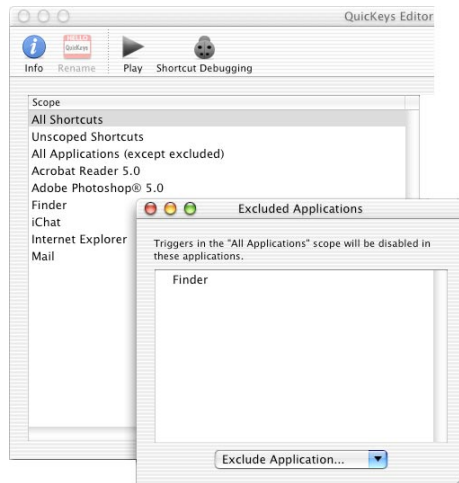 QuicKeys Editor
HELLO
QuicKeys
Info Rename Play Shortcut Debugging
Scope
All Shortcuts
Unscoped Shortcuts
All Applications (except excluded)
Acrobat Reader 5.0
Adobe Photoshop® 5.0
Finder
iChat
Internet Explorer
Mail
Excluded Applications
Triggers in the "All Applications" scope will be disabled in
these applications.
Finder
Exclude Application...